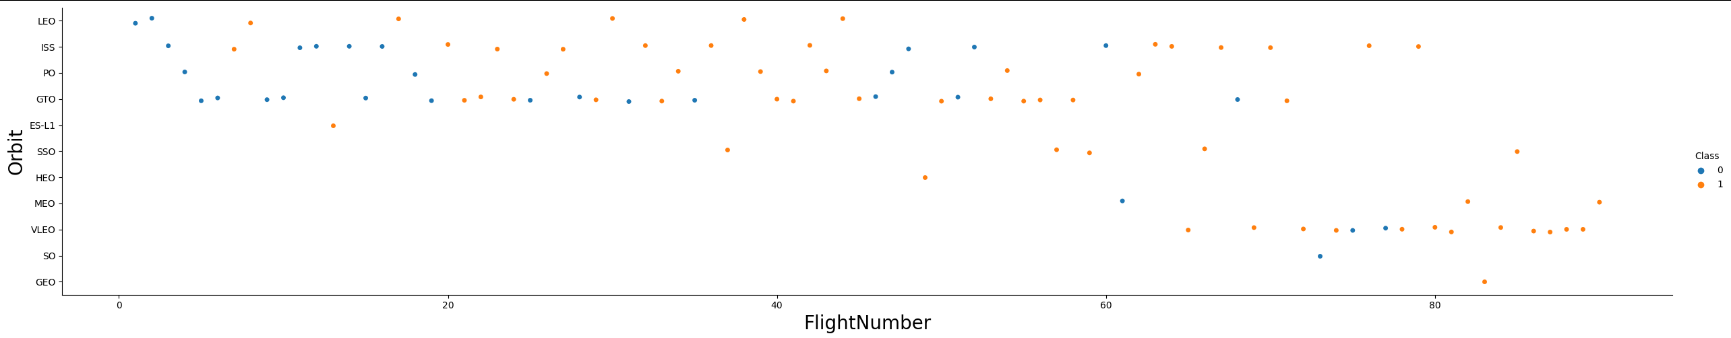 LEO
ISS
PO
GTO
ES-L1
SSO
HEO
MEO
VLEO
SO
GEO
Orbit
0 20 40 60 80
FlightNumber
Class
0
1